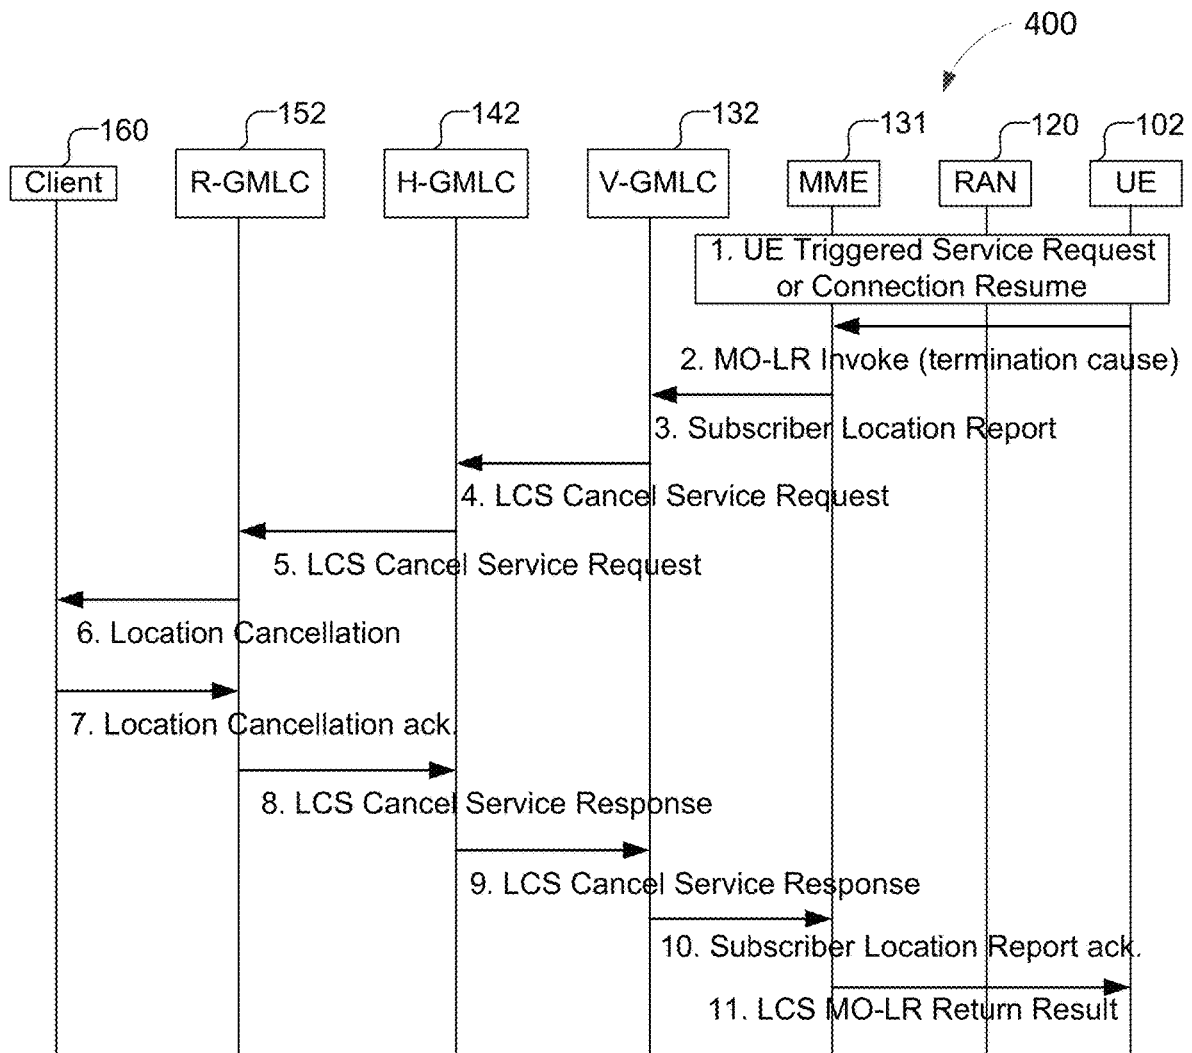 400
160
152
142
132
131
120
102
Client
R-GMLC
H-GMLC
V-GMLC
MME
RAN
UE
1. UE Triggered Service Request
or Connection Resume
2. MO-LR Invoke (termination cause)
3. Subscriber Location Report
4. LCS Cancel Service Request
5. LCS Cancel Service Request
6. Location Cancellation
7. Location Cancellation ack.
8. LCS Cancel Service Response
9. LCS Cancel Service Response
10. Subscriber Location Report ack.
11. LCS MO-LR Return Result